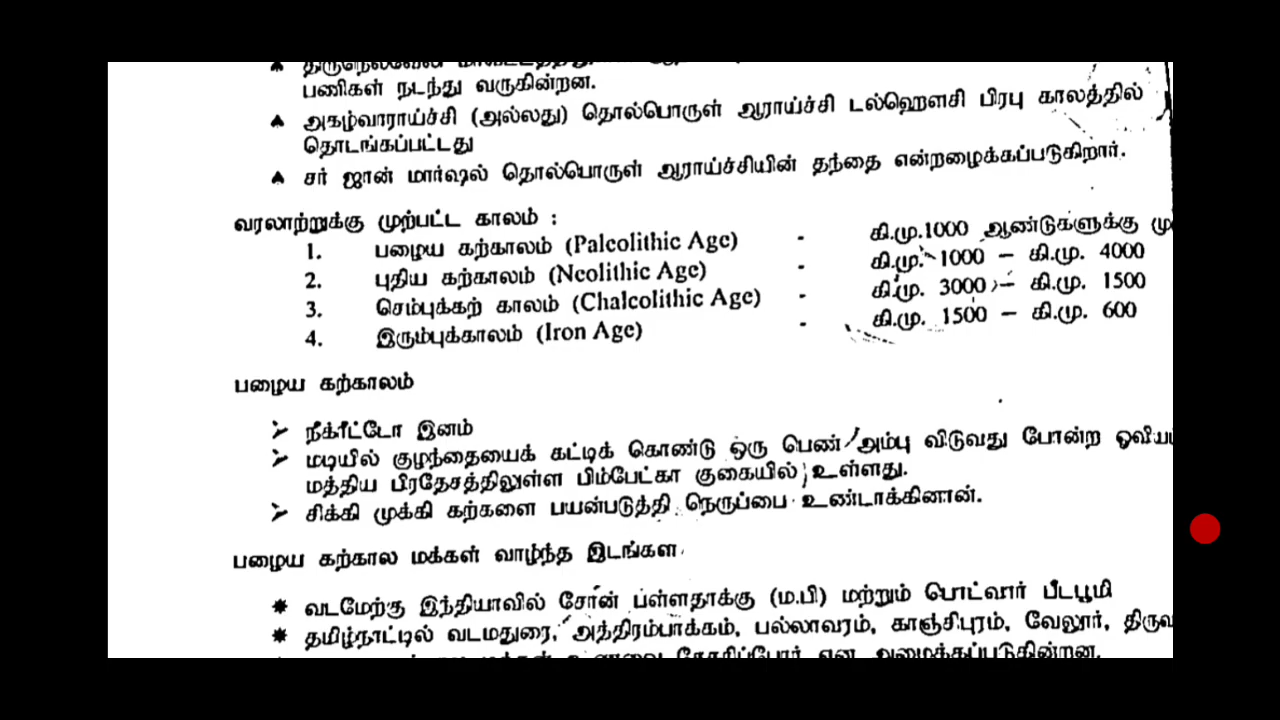 பணிகள் நடந்து வருகின்றன.
♠ அகழ்வாராய்ச்சி (அல்லது) தொல்பொருள் ஆராய்ச்சி டல்ஹௌசி பிரபு காலத்தில்
தொடங்கப்பட்டது
♠ சர் ஜான் மார்ஷல் தொல்பொருள் ஆராய்ச்சியின் தந்தை என்றழைக்கப்படுகிறார்.
வரலாற்றுக்கு முற்பட்ட காலம் :
1. பழைய கற்காலம் (Paleolithic Age) - கி.மு.1000 ஆண்டுகளுக்கு
2. புதிய கற்காலம் (Neolithic Age) - கி.மு. 1000 – கி.மு. 4000
3. செம்புக்கற் காலம் (Chalcolithic Age) - கி.மு. 3000 – கி.மு. 1500
4. இரும்புக்காலம் (Iron Age) - கி.மு. 1500 – கி.மு. 600
பழைய கற்காலம்
➢ நீக்ரீட்டோ இனம்
➢ மடியில் குழந்தையைக் கட்டிக் கொண்டு ஒரு பெண் அம்பு விடுவது போன்ற
மத்திய பிரதேசத்திலுள்ள பிம்பேட்கா குகையில் உள்ளது.
➢ சிக்கி முக்கி கற்களை பயன்படுத்தி நெருப்பை உண்டாக்கினான்.
பழைய கற்கால மக்கள் வாழ்ந்த இடங்கள
✷ வடமேற்கு இந்தியாவில் சோன் பள்ளதாக்கு (ம.பி) மற்றும் பொட்வார் பீடபூமி
✷ தமிழ்நாட்டில் வடமதுரை, அத்திரம்பாக்கம், பல்லாவரம், காஞ்சிபுரம், வேலூர்,
அழைக்கப்படுகின்றன.